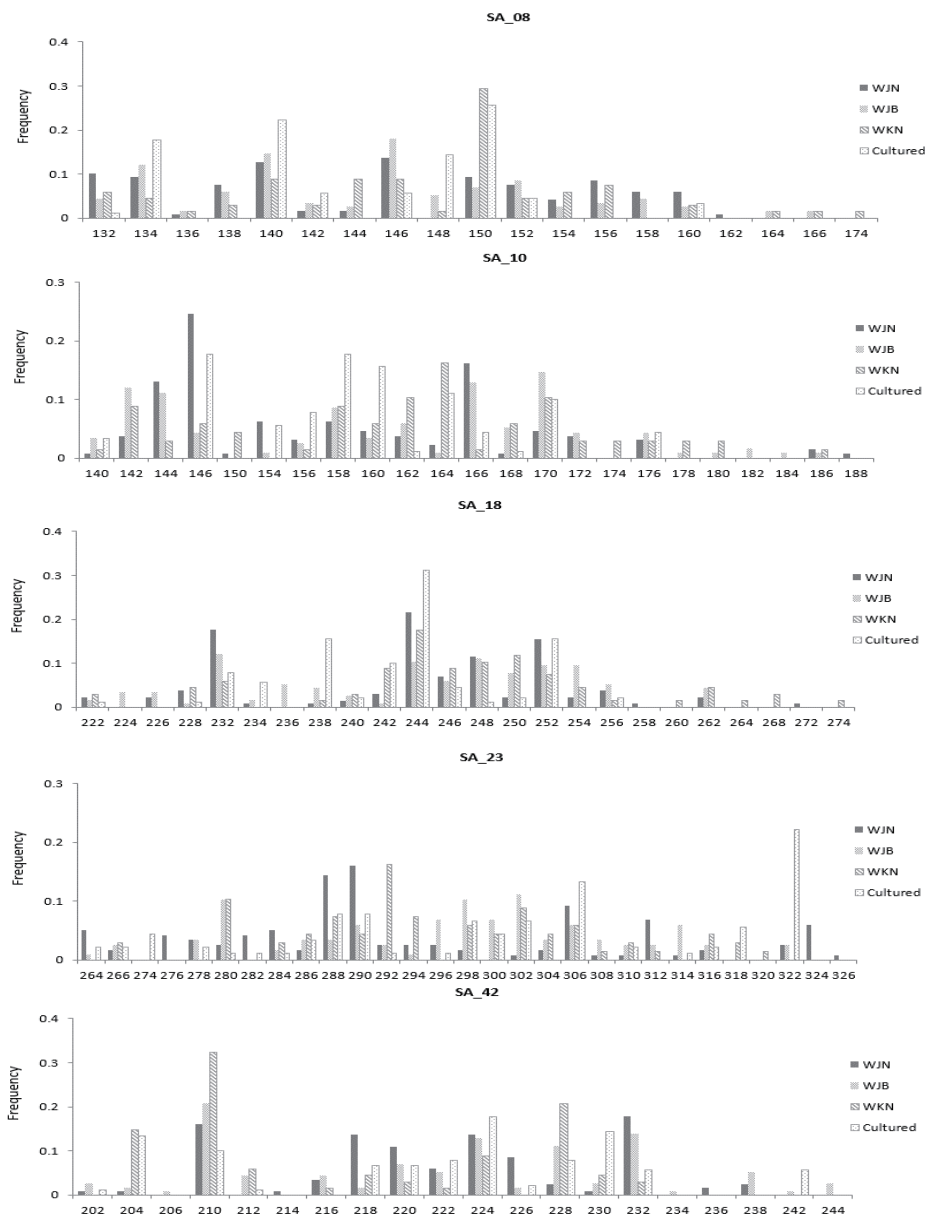 SA_08
0.4
0.3
0.2
0.1
0
Frequency
132 134 136 138 140 142 144 146 148 150 152 154 156 158 160 162 164 166 174
WJN
WJB
WKN
Cultured
SA_10
0.3
0.2
0.1
0
Frequency
140 142 144 146 150 154 156 158 160 162 164 166 168 170 172 174 176 178 180 182 184 186 188
WJN
WJB
WKN
Cultured
SA_18
0.4
0.3
0.2
0.1
0
Frequency
222 224 226 228 232 234 236 238 240 242 244 246 248 250 252 254 256 258 260 262 264 268 272 274
WJN
WJB
WKN
Cultured
SA_23
0.3
0.2
0.1
0
Frequency
264 266 274 276 278 280 282 284 286 288 290 292 294 296 298 300 302 304 306 308 310 312 314 316 318 320 322 324 326
WJN
WJB
WKN
Cultured
SA_42
0.4
0.3
0.2
0.1
0
Frequency
202 204 206 210 212 214 216 218 220 222 224 226 228 230 232 234 236 238 242 244
WJN
WJB
WKN
Cultured